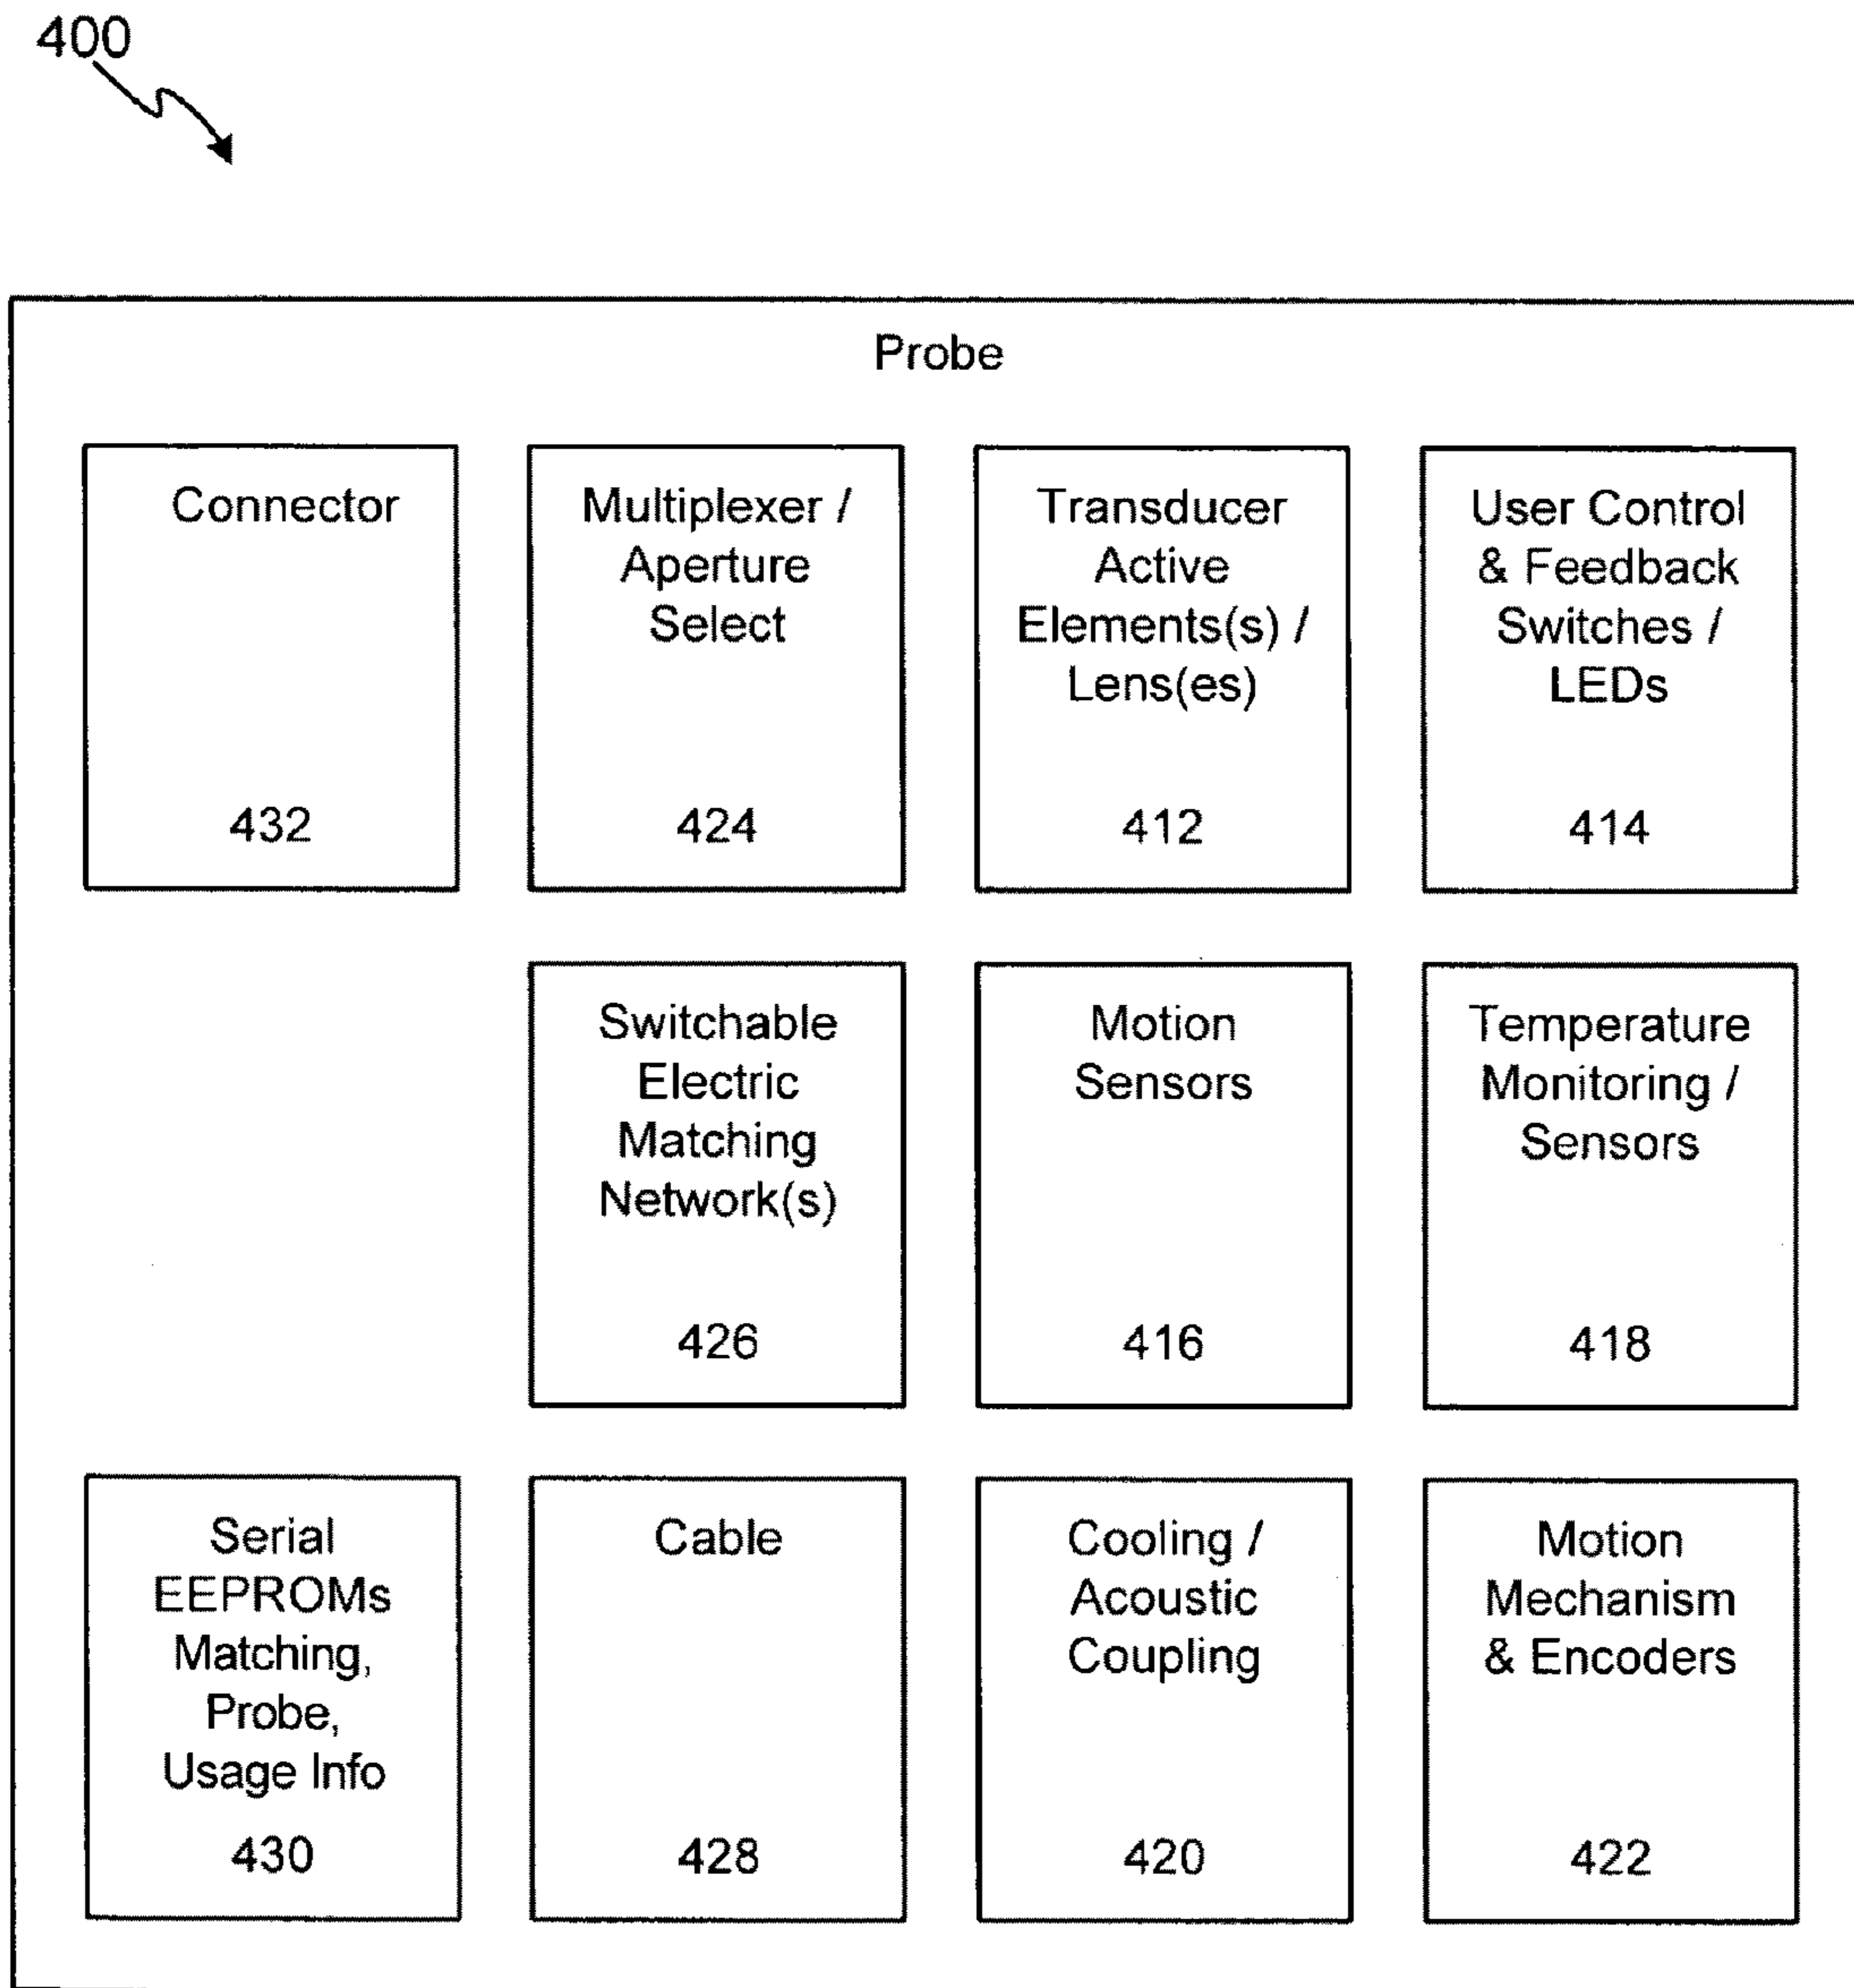 400
Probe
Connector
432
Multiplexer /
Aperture
Select
424
Transducer
Active
Elements(s) /
Lens(es)
412
User Control
& Feedback
Switches /
LEDs
414
Switchable
Electric
Matching
Network(s)
426
Motion
Sensors
416
Temperature
Monitoring /
Sensors
418
Serial
EEPROMs
Matching,
Probe,
Usage Info
430
Cable
428
Cooling /
Acoustic
Coupling
420
Motion
Mechanism
& Encoders
422